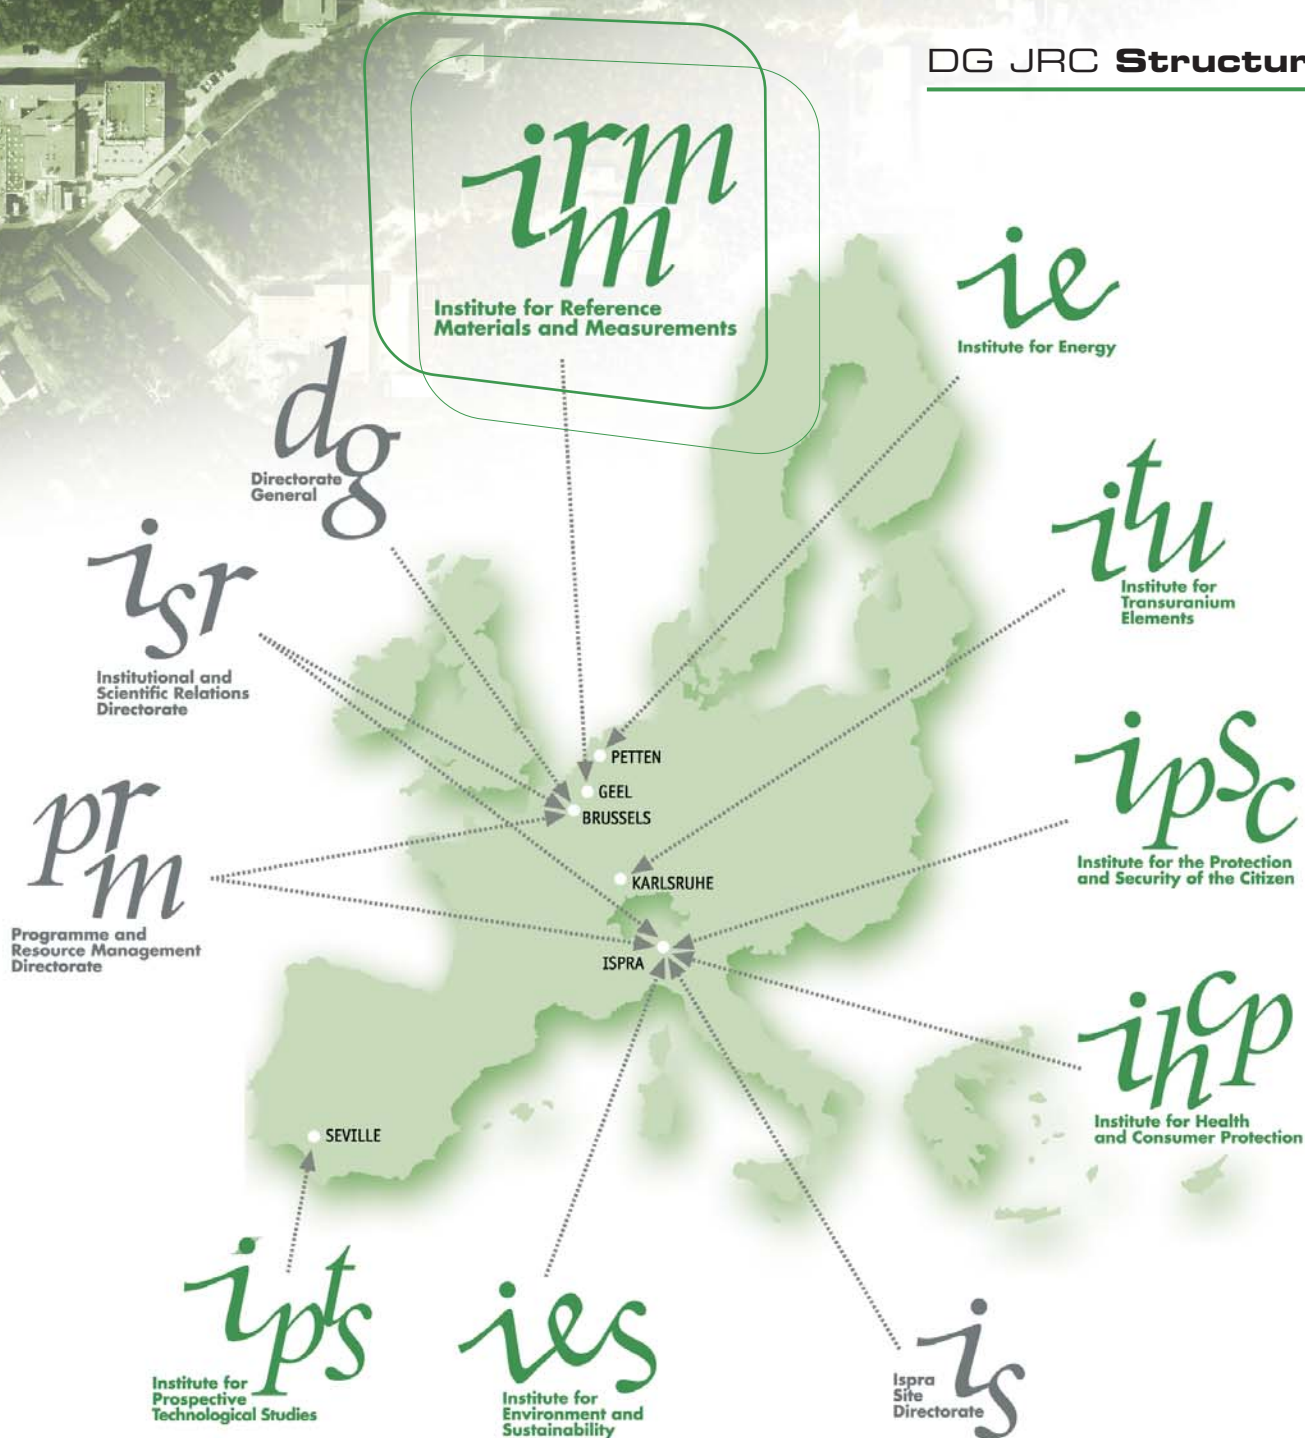 DG JRC Structur
irmm
Institute for Reference
Materials and Measurements
ie
Institute for Energy
dg
Directorate
General
itu
Institute for
Transuranium
Elements
isr
Institutional and
Scientific Relations
Directorate
ipsc
Institute for the Protection
and Security of the Citizen
prm
Programme and
Resource Management
Directorate
PETTEN
GEEL
BRUSSELS
KARLSRUHE
ISPRA
SEVILLE
ihcp
Institute for Health
and Consumer Protection
ipts
Institute for
Prospective
Technological Studies
ies
Institute for
Environment and
Sustainability
is
Ispra
Site
Directorate